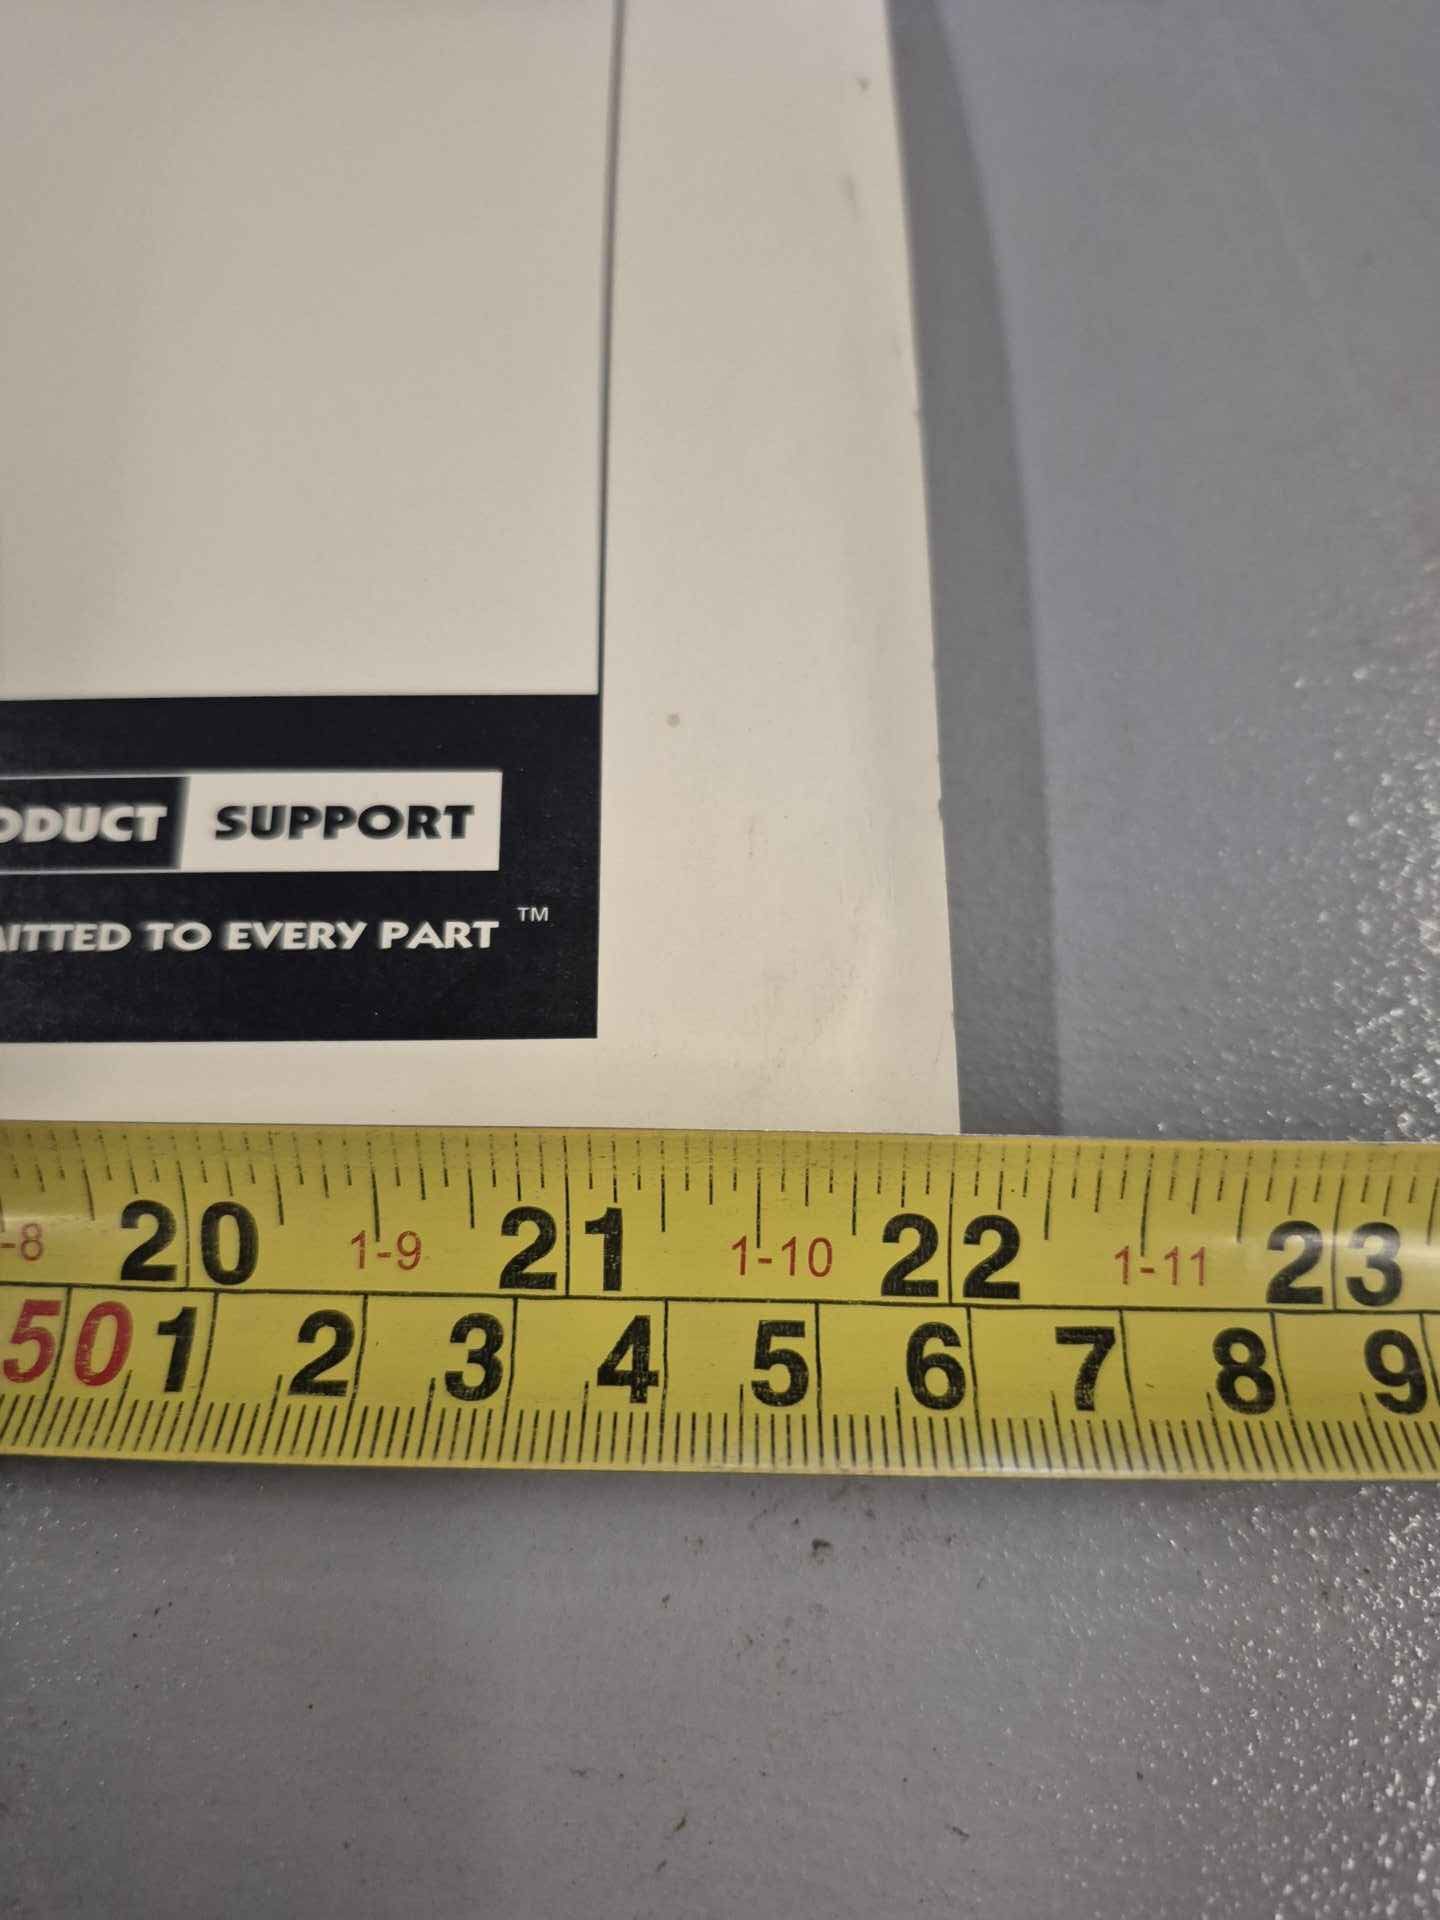 ODUCT SUPPORT
MITTED TO EVERY PART ™
-8 20 1-9 21 1-10 22 1-11 23
50 1 2 3 4 5 6 7 8 9